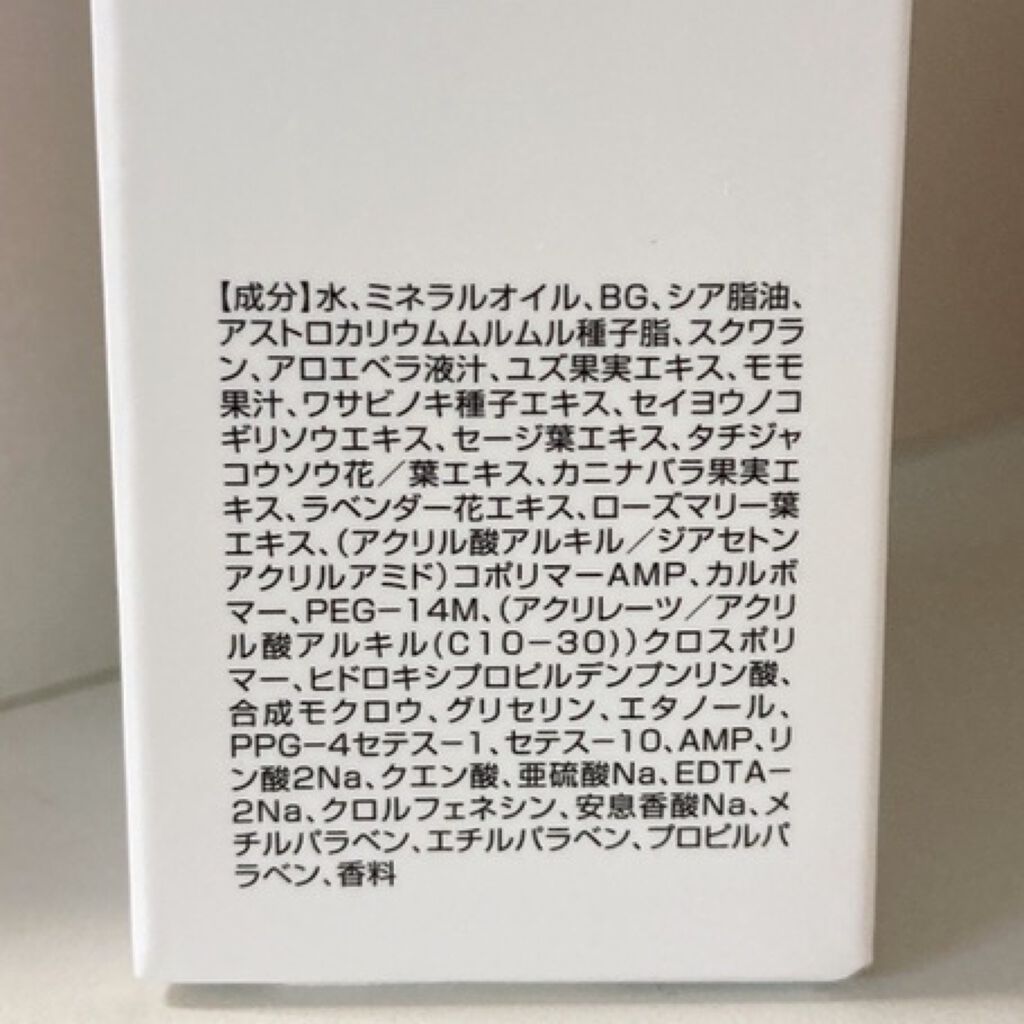 【成分】水、ミネラルオイル、BG、シア脂油、
アストロカリウムムルムル種子脂、スクワラ
ン、アロエベラ液汁、ユズ果実エキス、モモ
果汁、ワサビノキ種子エキス、セイヨウノコ
ギリソウエキス、セージ葉エキス、タチジャ
コウソウ花／葉エキス、カニナバラ果実エ
キス、ラベンダー花エキス、ローズマリー葉
エキス、（アクリル酸アルキル／ジアセトン
アクリルアミド）コポリマーAMP、カルボ
マー、PEG－14M、（アクリレーツ／アクリ
ル酸アルキル(C10－30)）クロスポリ
マー、ヒドロキシプロピルデンプンリン酸、
合成モクロウ、グリセリン、エタノール、
PPG－4セテス－1、セテス－10、AMP、リ
ン酸2Na、クエン酸、亜硫酸Na、EDTA－
2Na、クロルフェネシン、安息香酸Na、メ
チルパラベン、エチルパラベン、プロピルパ
ラベン、香料